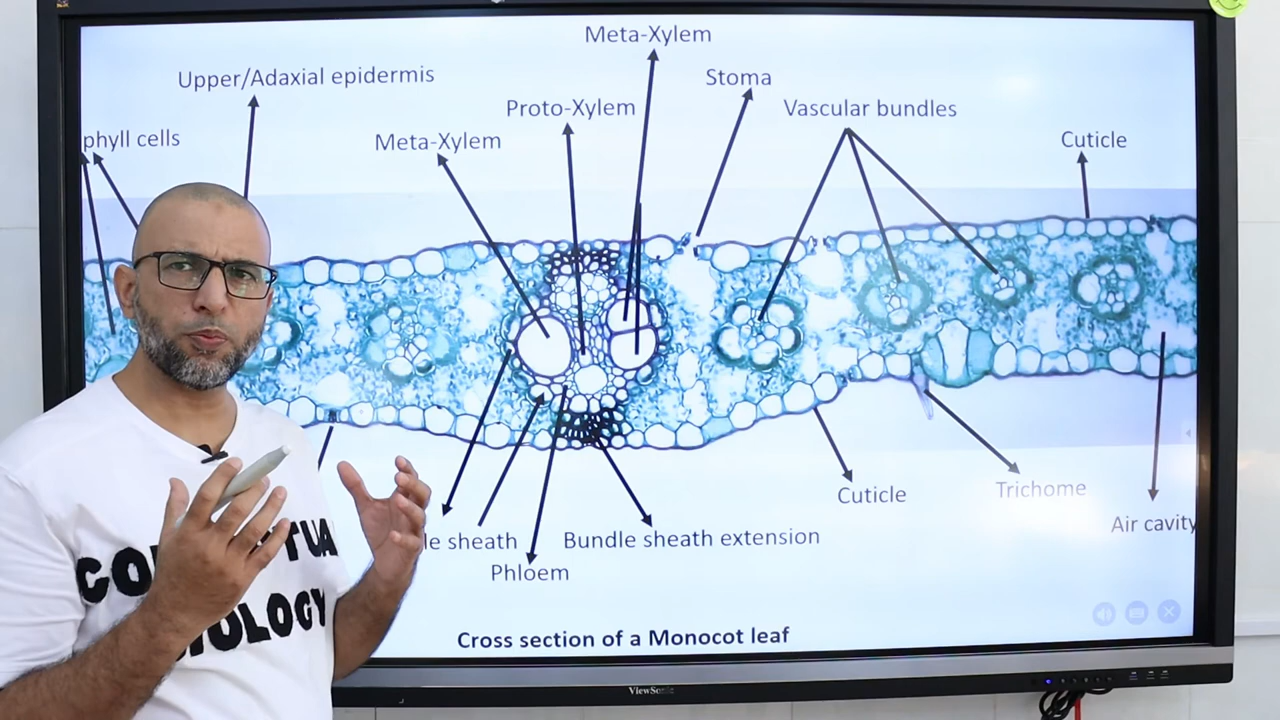 Meta-Xylem
Upper/Adaxial epidermis
Stoma
Proto-Xylem
Vascular bundles
phyll cells
Meta-Xylem
Cuticle
Cuticle
Trichome
Air cavity
le sheath
Bundle sheath extension
Phloem
Cross section of a Monocot leaf
ViewSonic